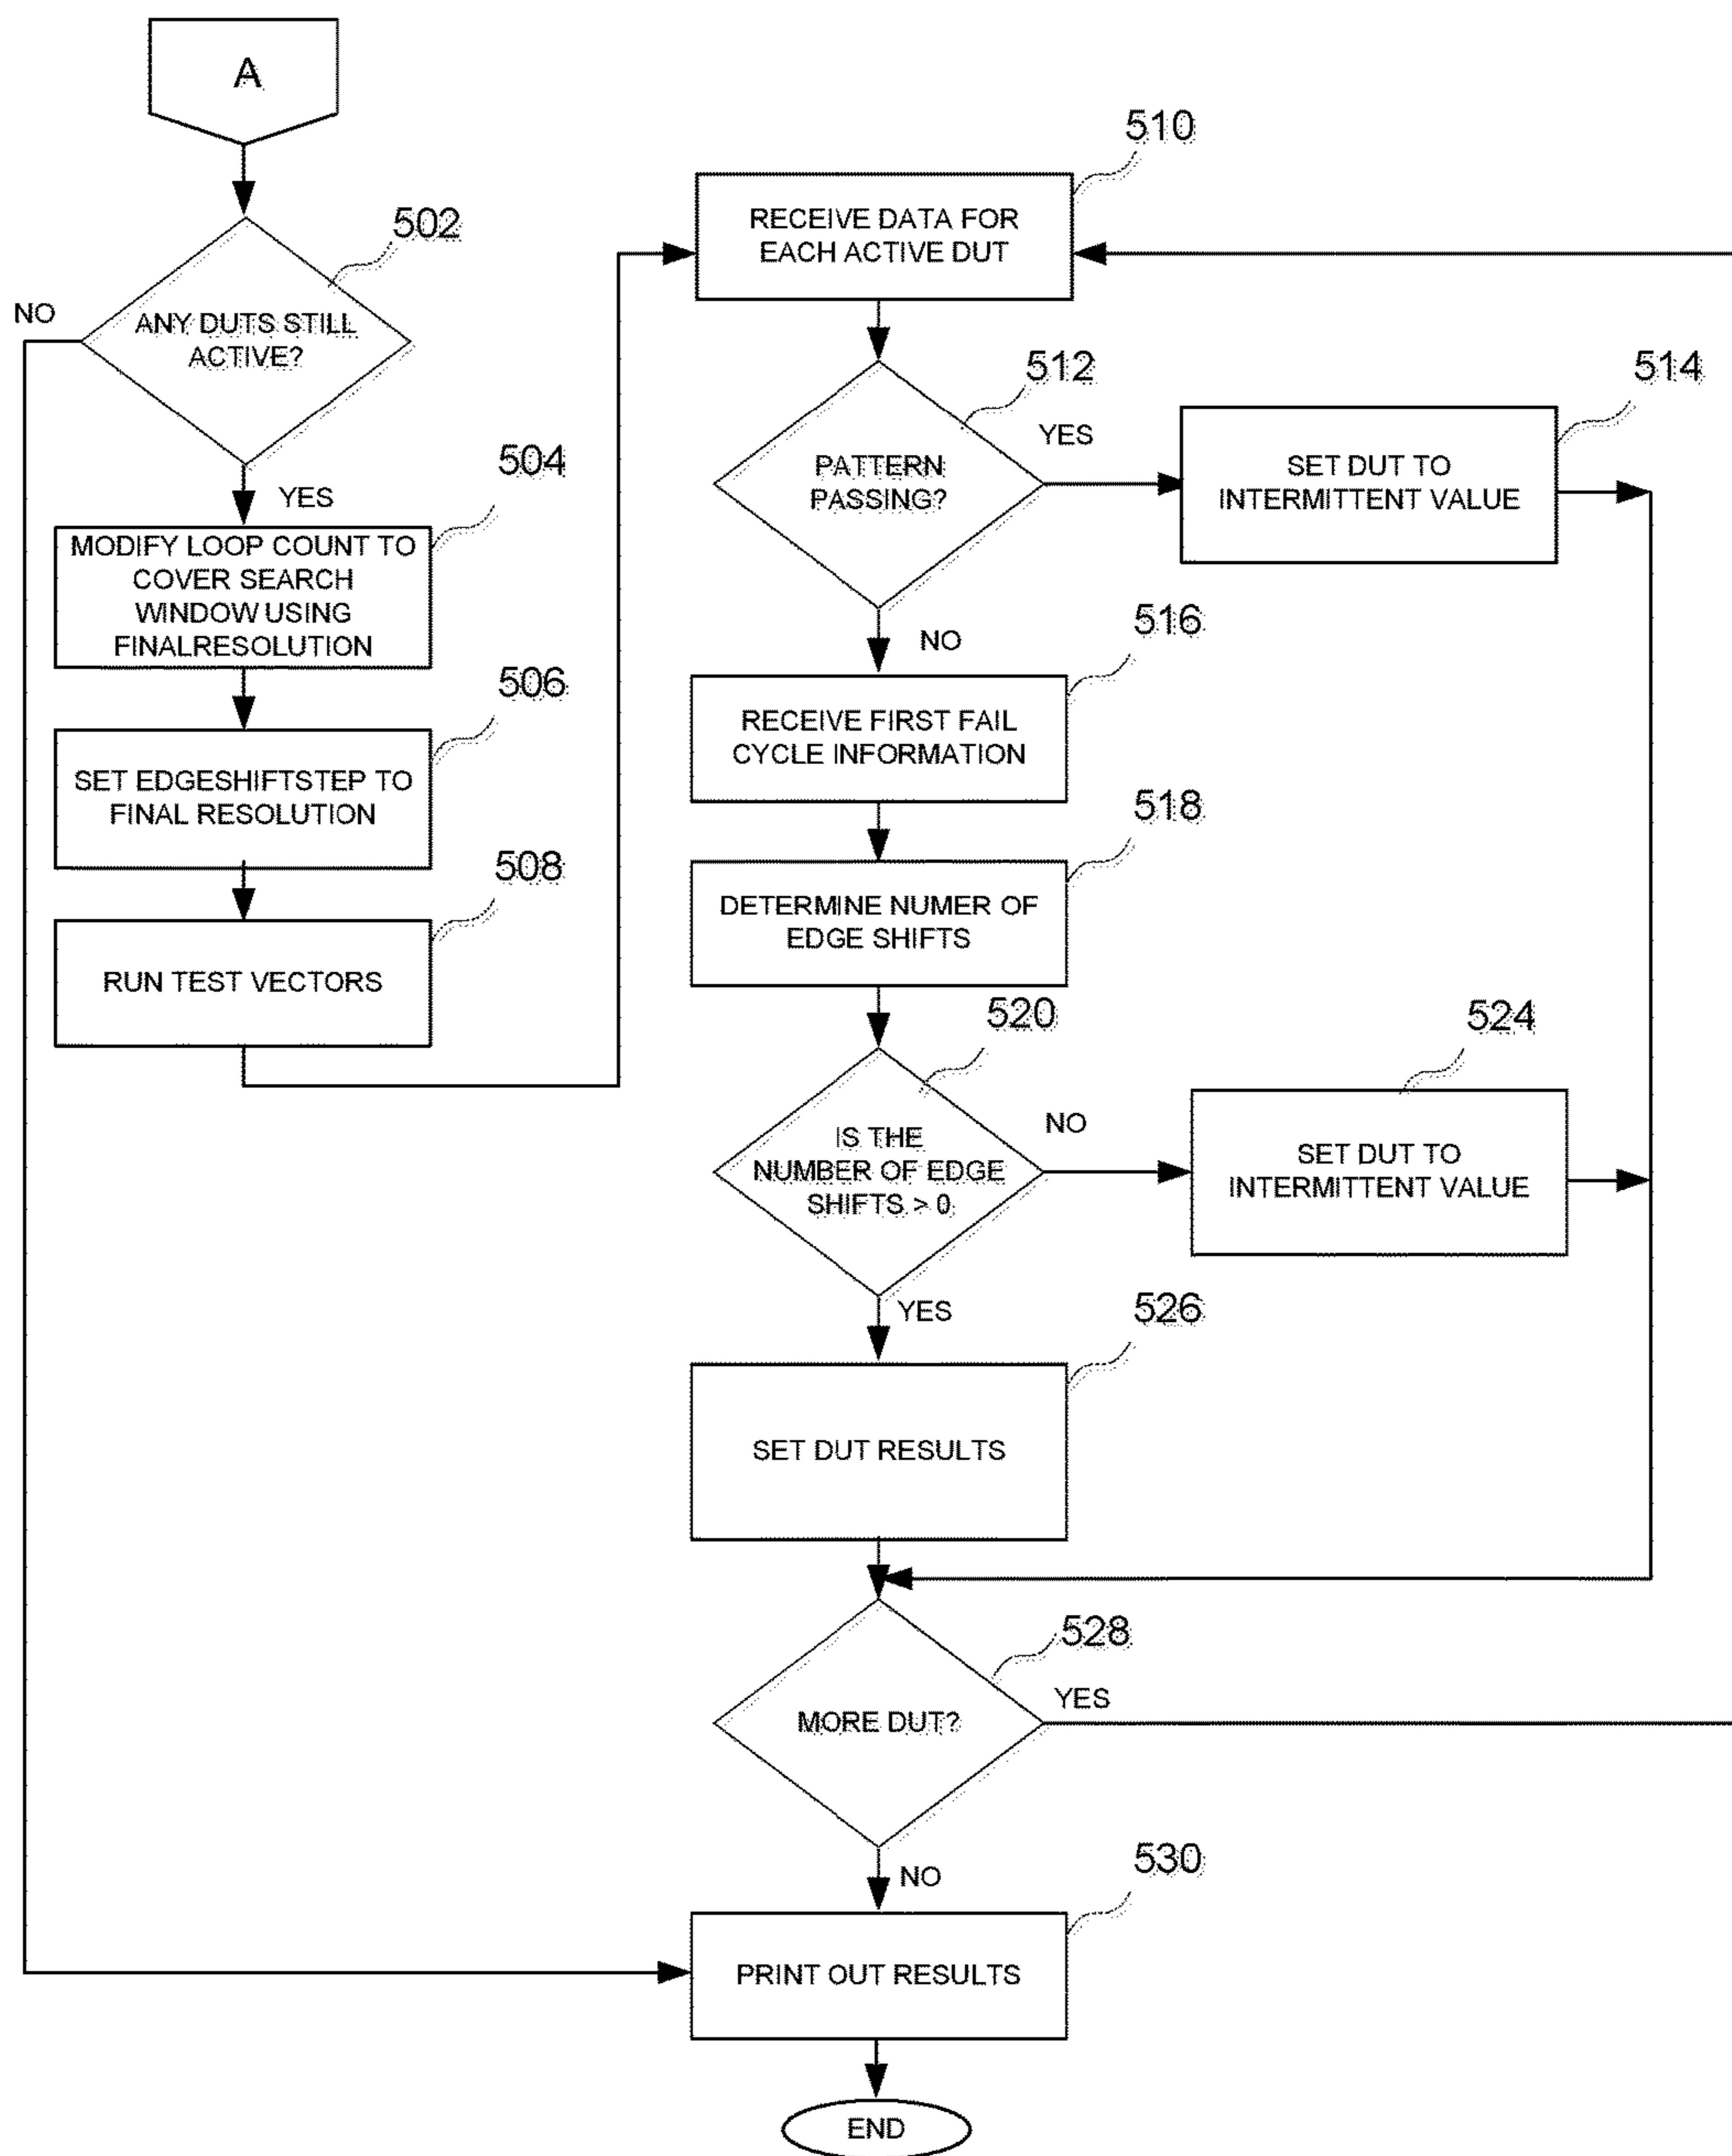 A
502
ANY DUTS STILL
ACTIVE?
NO
YES
504
MODIFY LOOP COUNT TO
COVER SEARCH
WINDOW USING
FINALRESOLUTION
506
SET EDGESHIFTSTEP TO
FINAL RESOLUTION
508
RUN TEST VECTORS
510
RECEIVE DATA FOR
EACH ACTIVE DUT
512
PATTERN
PASSING?
YES
514
SET DUT TO
INTERMITTENT VALUE
NO
516
RECEIVE FIRST FAIL
CYCLE INFORMATION
518
DETERMINE NUMER OF
EDGE SHIFTS
520
IS THE
NUMBER OF EDGE
SHIFTS > 0
NO
524
SET DUT TO
INTERMITTENT VALUE
YES
526
SET DUT RESULTS
528
MORE DUT?
YES
NO
530
PRINT OUT RESULTS
END